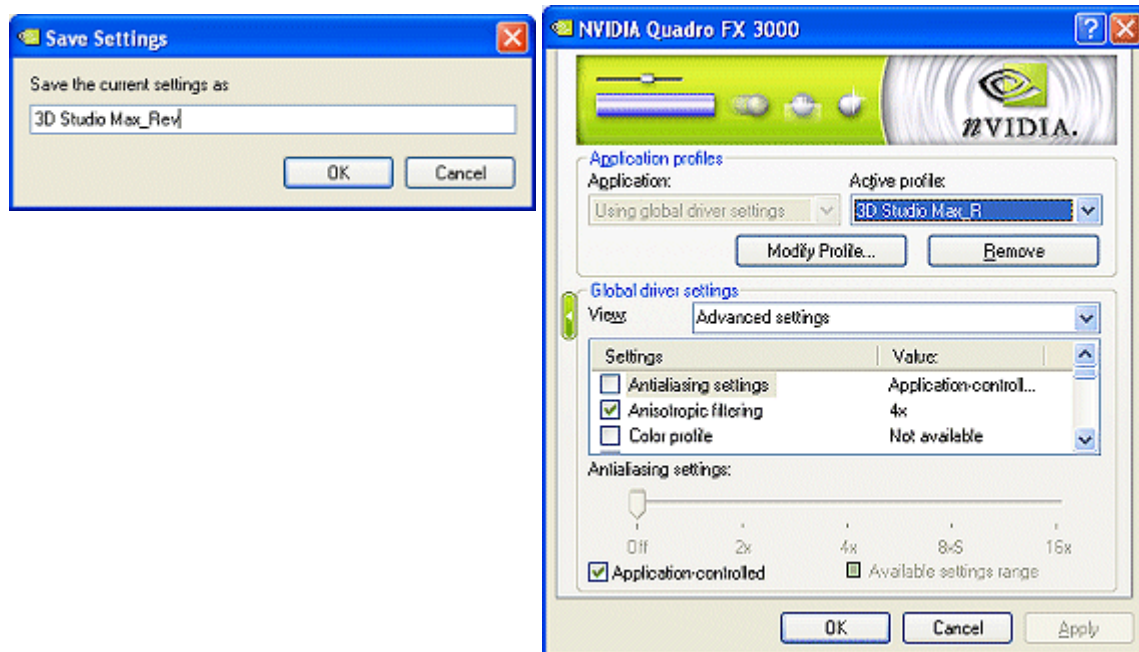 Save Settings
Save the current settings as
3D Studio Max_Rev
OK Cancel
NVIDIA Quadro FX 3000
nVIDIA.
Application profiles
Application: Active profile:
Using global driver settings 3D Studio Max_R
Modify Profile... Remove
Global driver settings
View: Advanced settings
Settings Value:
Antialiasing settings Application-controll...
Anisotropic filtering 4x
Color profile Not available
Antialiasing settings:
Off 2x 4x 8xS 16x
Application-controlled Available settings range
OK Cancel Apply